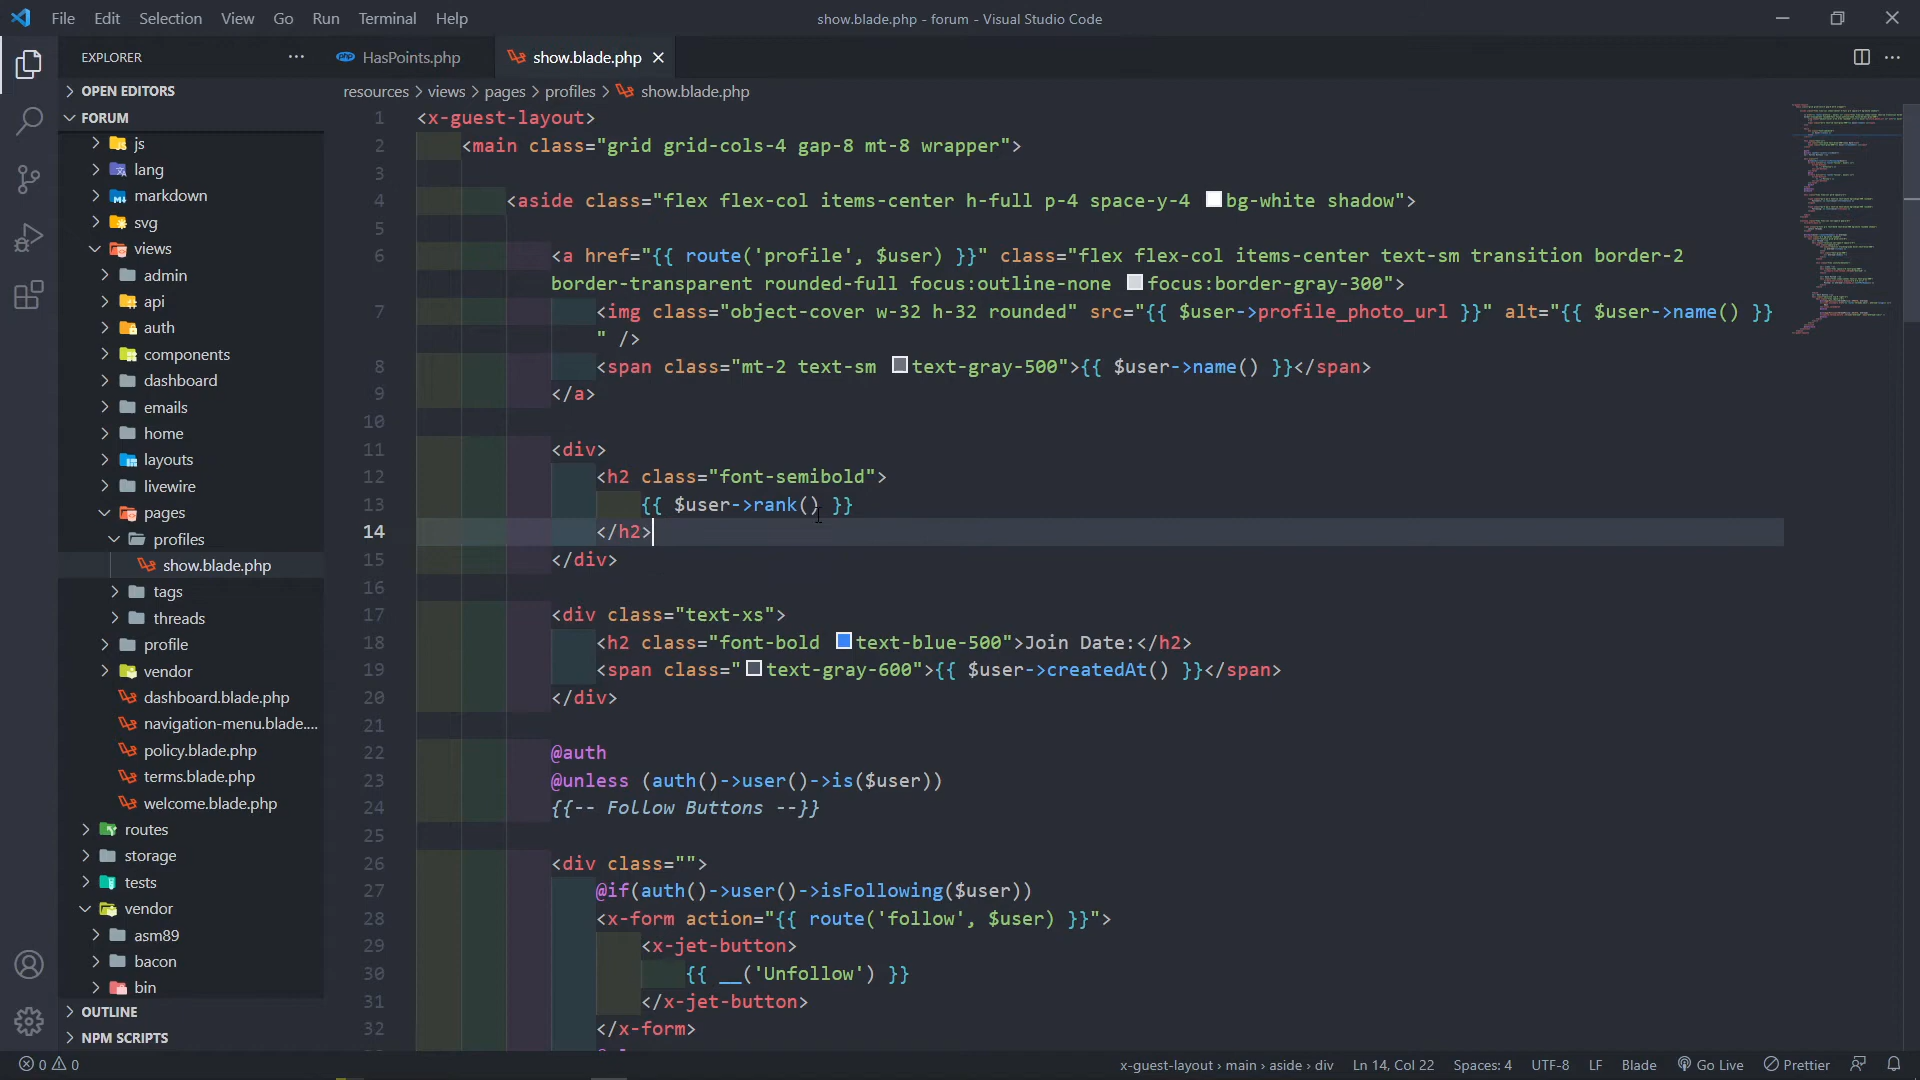 File Edit Selection View Go Run Terminal Help
show.blade.php - forum - Visual Studio Code
EXPLORER
HasPoints.php
show.blade.php
OPEN EDITORS
FORUM
js
lang
markdown
svg
views
admin
api
auth
components
dashboard
emails
home
layouts
livewire
pages
profiles
show.blade.php
tags
threads
profile
vendor
dashboard.blade.php
navigation-menu.blade....
policy.blade.php
terms.blade.php
welcome.blade.php
routes
storage
tests
vendor
asm89
bacon
bin
OUTLINE
NPM SCRIPTS
resources > views > pages > profiles > show.blade.php
1 <x-guest-layout>
2 <main class="grid grid-cols-4 gap-8 mt-8 wrapper">
3
4 <aside class="flex flex-col items-center h-full p-4 space-y-4 bg-white shadow">
5
6 <a href="{{ route('profile', $user) }}" class="flex flex-col items-center text-sm transition border-2
border-transparent rounded-full focus:outline-none focus:border-gray-300">
7 <img class="object-cover w-32 h-32 rounded" src="{{ $user->profile_photo_url }}" alt="{{ $user->name() }}
" />
8 <span class="mt-2 text-sm text-gray-500">{{ $user->name() }}</span>
9 </a>
10
11 <div>
12 <h2 class="font-semibold">
13 {{ $user->rank() }}
14 </h2>
15 </div>
16
17 <div class="text-xs">
18 <h2 class="font-bold text-blue-500">Join Date:</h2>
19 <span class="text-gray-600">{{ $user->createdAt() }}</span>
20 </div>
21
22 @auth
23 @unless (auth()->user()->is($user))
24 {{-- Follow Buttons --}}
25
26 <div class="">
27 @if(auth()->user()->isFollowing($user))
28 <x-form action="{{ route('follow', $user) }}">
29 <x-jet-button>
30 {{ __('Unfollow') }}
31 </x-jet-button>
32 </x-form>
0 0
x-guest-layout › main › aside › div
Ln 14, Col 22
Spaces: 4
UTF-8
LF
Blade
Go Live
Prettier